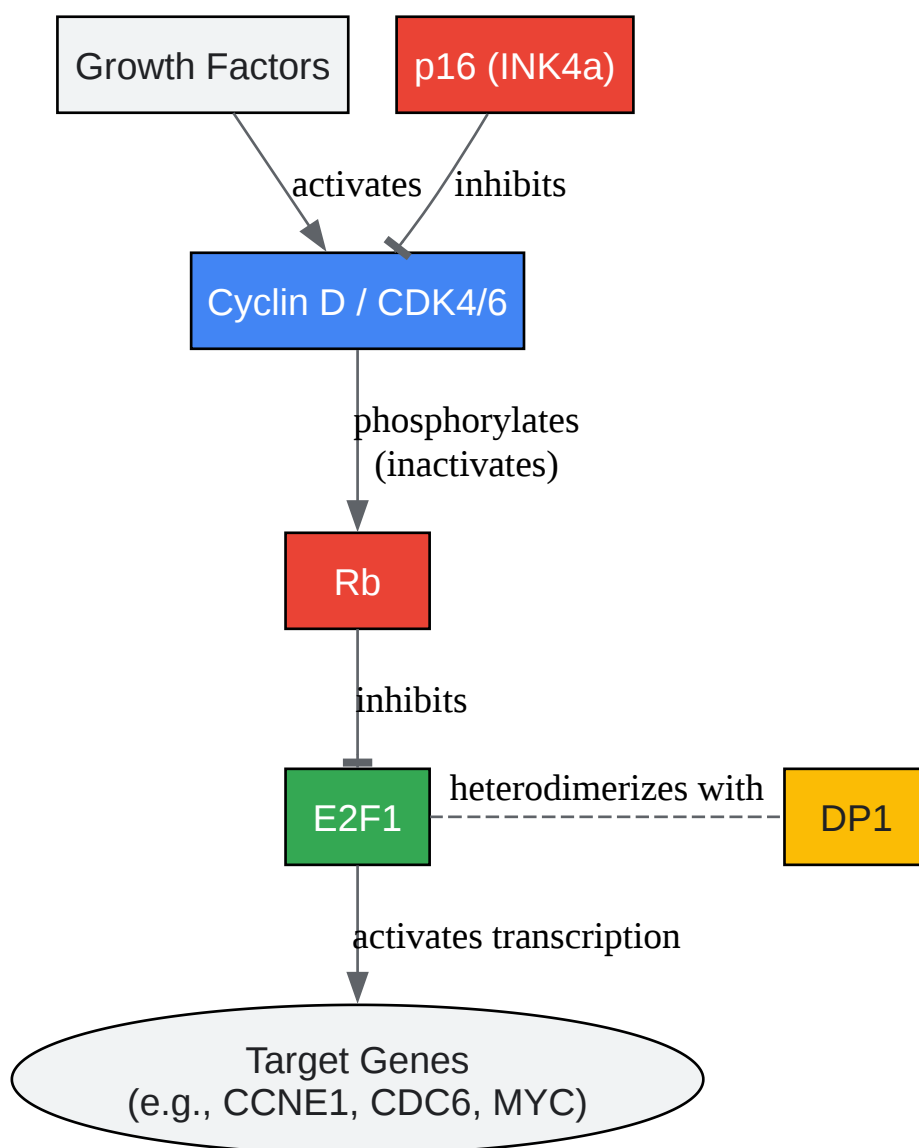 Growth Factors
p16 (INK4a)
activates
inhibits
Cyclin D / CDK4/6
phosphorylates
(inactivates)
Rb
inhibits
E2F1
heterodimerizes with
DP1
activates transcription
Target Genes
(e.g., CCNE1, CDC6, MYC)